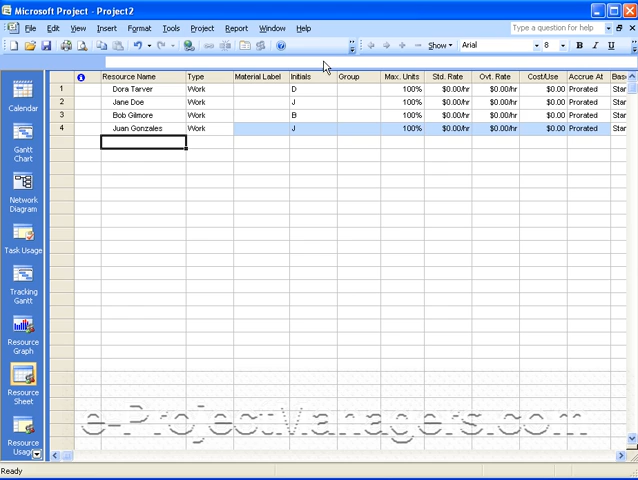 Microsoft Project - Project2
File Edit View Insert Format Tools Project Report Window Help Type a question for help
Show Arial 8 B I U
Resource Name Type Material Label Initials Group Max. Units Std. Rate Ovt. Rate Cost/Use Accrue At Base
1 Dora Tarver Work D 100% $0.00/hr $0.00/hr $0.00 Prorated Stan
2 Jane Doe Work J 100% $0.00/hr $0.00/hr $0.00 Prorated Stan
3 Bob Gilmore Work B 100% $0.00/hr $0.00/hr $0.00 Prorated Stan
4 Juan Gonzales Work J 100% $0.00/hr $0.00/hr $0.00 Prorated Stan
Calendar
Gantt
Chart
Network
Diagram
Task Usage
Tracking
Gantt
Resource
Graph
Resource
Sheet
Resource
Usage
e-ProjectManagers.com
Ready